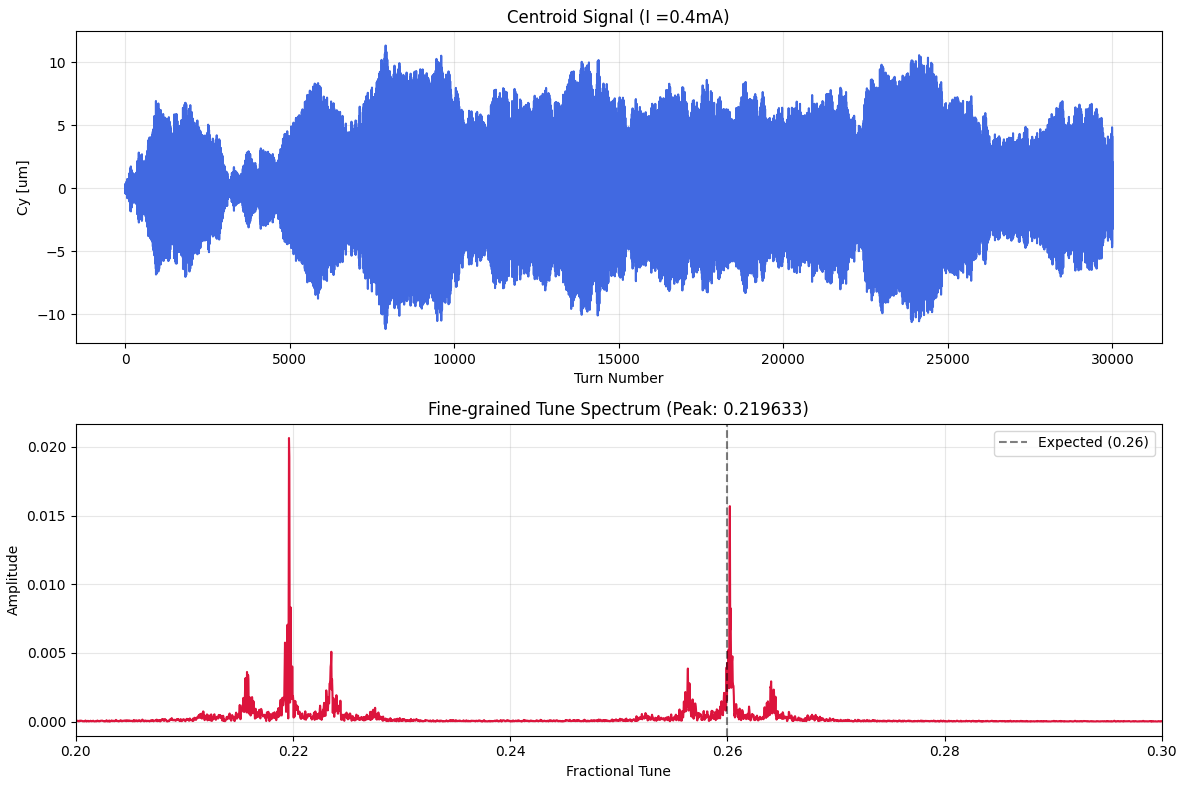 Centroid Signal (I =0.4mA)
10
5
0
−5
−10
Cy [um]
0 5000 10000 15000 20000 25000 30000
Turn Number
Fine-grained Tune Spectrum (Peak: 0.219633)
Expected (0.26)
0.020
0.015
0.010
0.005
0.000
Amplitude
0.20 0.22 0.24 0.26 0.28 0.30
Fractional Tune